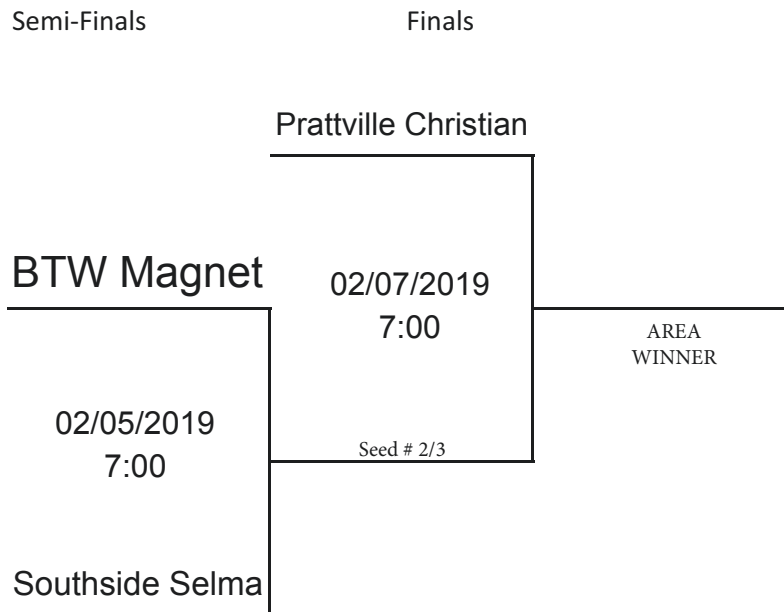 Semi-Finals
Finals
Prattville Christian
BTW Magnet
02/07/2019
7:00
AREA
WINNER
02/05/2019
7:00
Seed # 2/3
Southside Selma